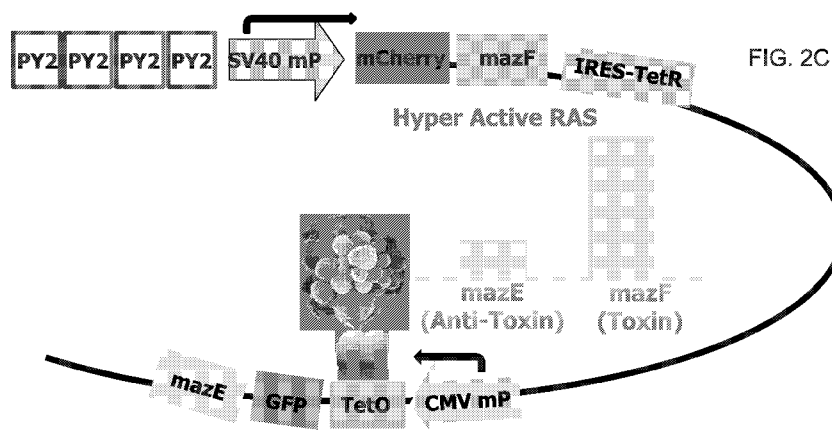 PY2 PY2 PY2 PY2 SV40 mP mCherry mazF IRES-TetR FIG. 2C
Hyper Active RAS
mazE mazF
(Anti-Toxin) (Toxin)
mazE GFP TetO CMV mP